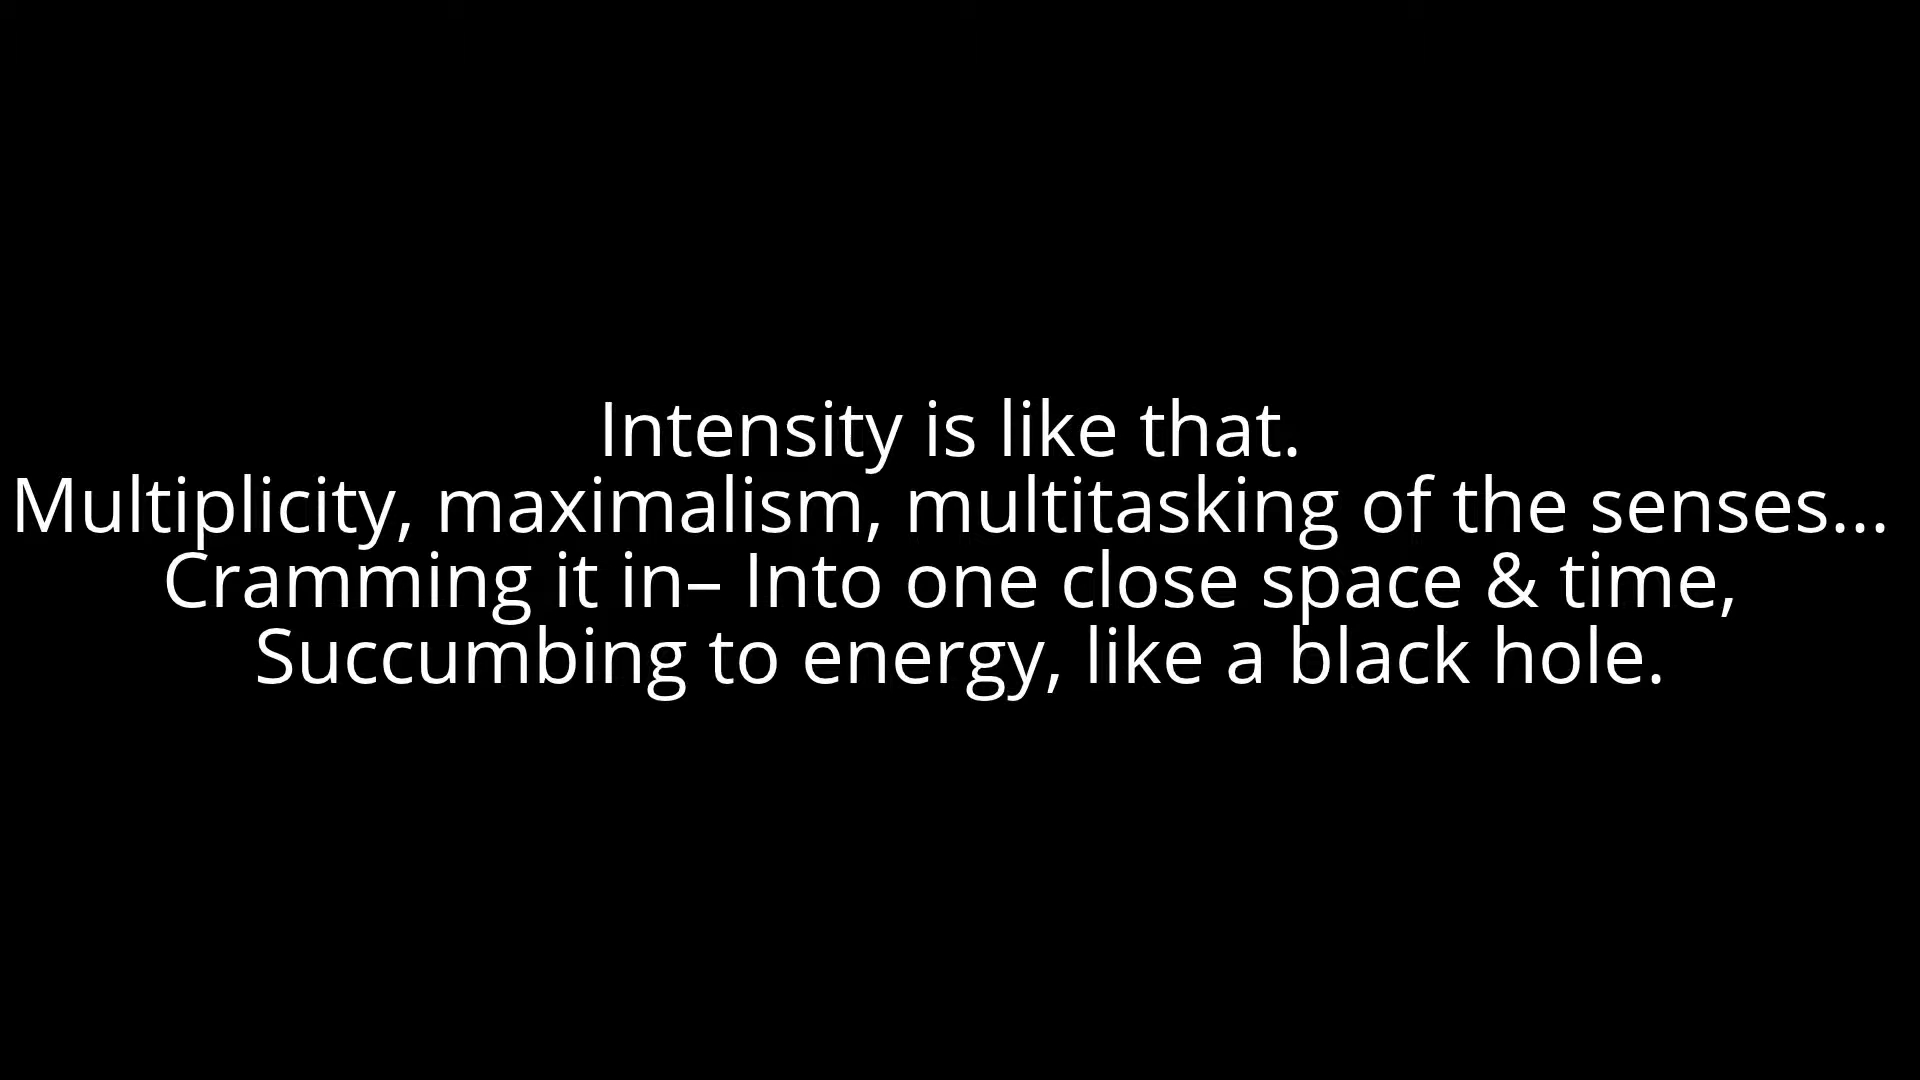 Intensity is like that.
Multiplicity, maximalism, multitasking of the senses...
Cramming it in– Into one close space & time,
Succumbing to energy, like a black hole.